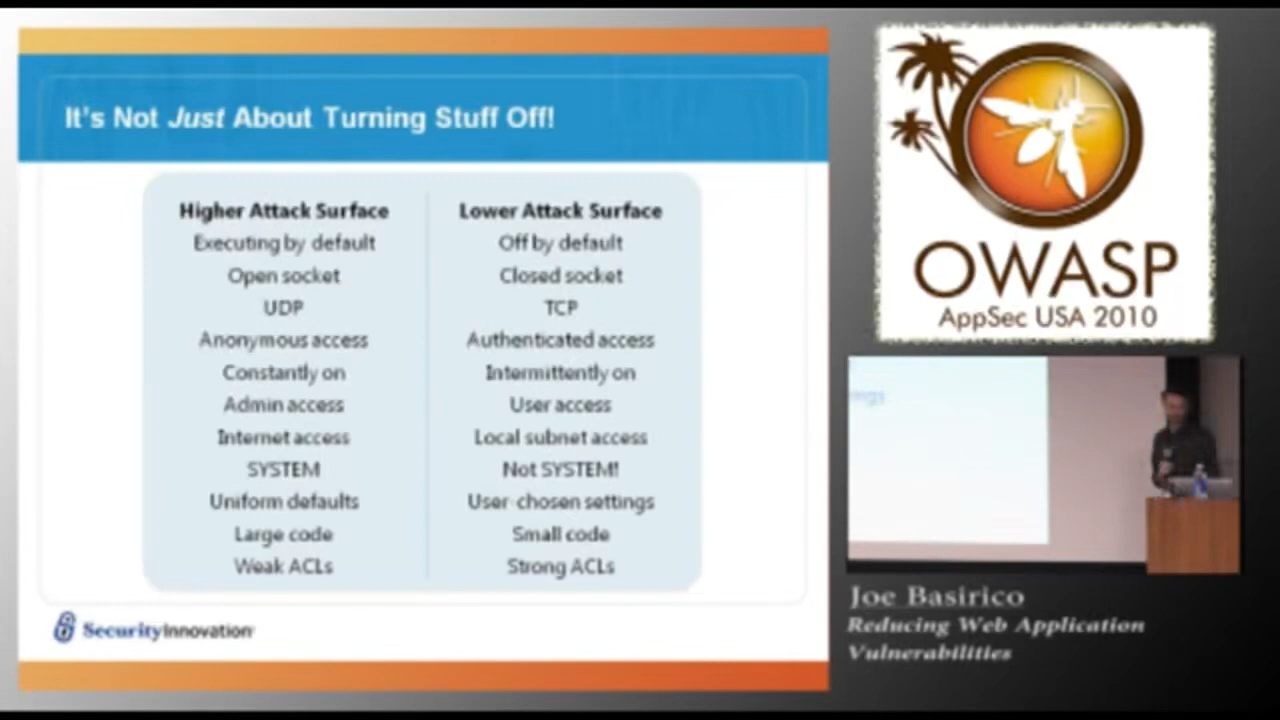 It's Not Just About Turning Stuff Off!
Higher Attack Surface
Lower Attack Surface
Executing by default
Off by default
Open socket
Closed socket
UDP
TCP
Anonymous access
Authenticated access
Constantly on
Intermittently on
Admin access
User access
Internet access
Local subnet access
SYSTEM
Not SYSTEM!
Uniform defaults
User-chosen settings
Large code
Small code
Weak ACLs
Strong ACLs
SecurityInnovation
OWASP
AppSec USA 2010
Joe Basirico
Reducing Web Application
Vulnerabilities